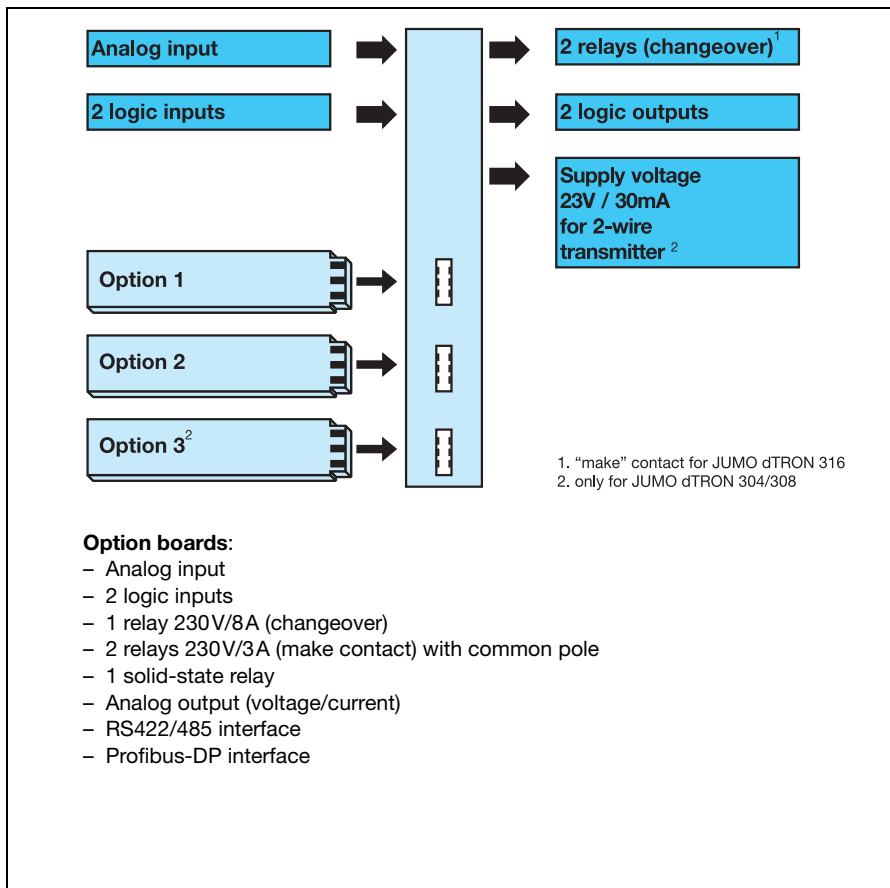 Analog input
2 relays (changeover)1
2 logic inputs
2 logic outputs
Supply voltage
23V / 30mA
for 2-wire
transmitter 2
Option 1
Option 2
Option 32
1. “make” contact for JUMO dTRON 316
2. only for JUMO dTRON 304/308
Option boards:
– Analog input
– 2 logic inputs
– 1 relay 230V/8A (changeover)
– 2 relays 230V/3A (make contact) with common pole
– 1 solid-state relay
– Analog output (voltage/current)
– RS422/485 interface
– Profibus-DP interface